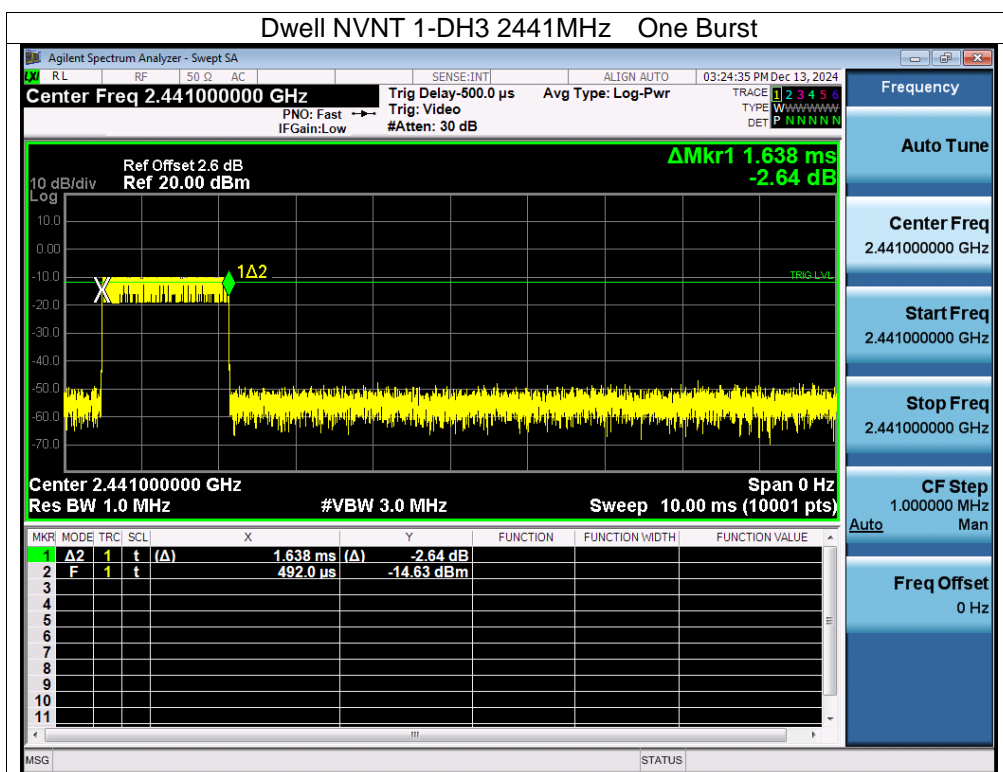 Dwell NVNT 1-DH3 2441MHz One Burst
Agilent Spectrum Analyzer - Swept SA
LXI RL RF 50 Ω AC SENSE:INT ALIGN AUTO 03:24:35 PM Dec 13, 2024
Center Freq 2.441000000 GHz
PNO: Fast
IFGain:Low
Trig Delay-500.0 µs
Trig: Video
#Atten: 30 dB
Avg Type: Log-Pwr
TRACE 1 2 3 4 5 6
TYPE WWWWWW
DET P N N N N N
ΔMkr1 1.638 ms
-2.64 dB
Ref Offset 2.6 dB
10 dB/div Ref 20.00 dBm
Log
10.0
0.00
-10.0
-20.0
-30.0
-40.0
-50.0
-60.0
-70.0
1Δ2
TRIG LVL
Center 2.441000000 GHz Span 0 Hz
Res BW 1.0 MHz #VBW 3.0 MHz Sweep 10.00 ms (10001 pts)
MKR MODE TRC SCL X Y FUNCTION FUNCTION WIDTH FUNCTION VALUE
1 Δ2 1 t (Δ) 1.638 ms (Δ) -2.64 dB
2 F 1 t 492.0 µs -14.63 dBm
3
4
5
6
7
8
9
10
11
MSG STATUS
Frequency
Auto Tune
Center Freq
2.441000000 GHz
Start Freq
2.441000000 GHz
Stop Freq
2.441000000 GHz
CF Step
1.000000 MHz
Auto Man
Freq Offset
0 Hz